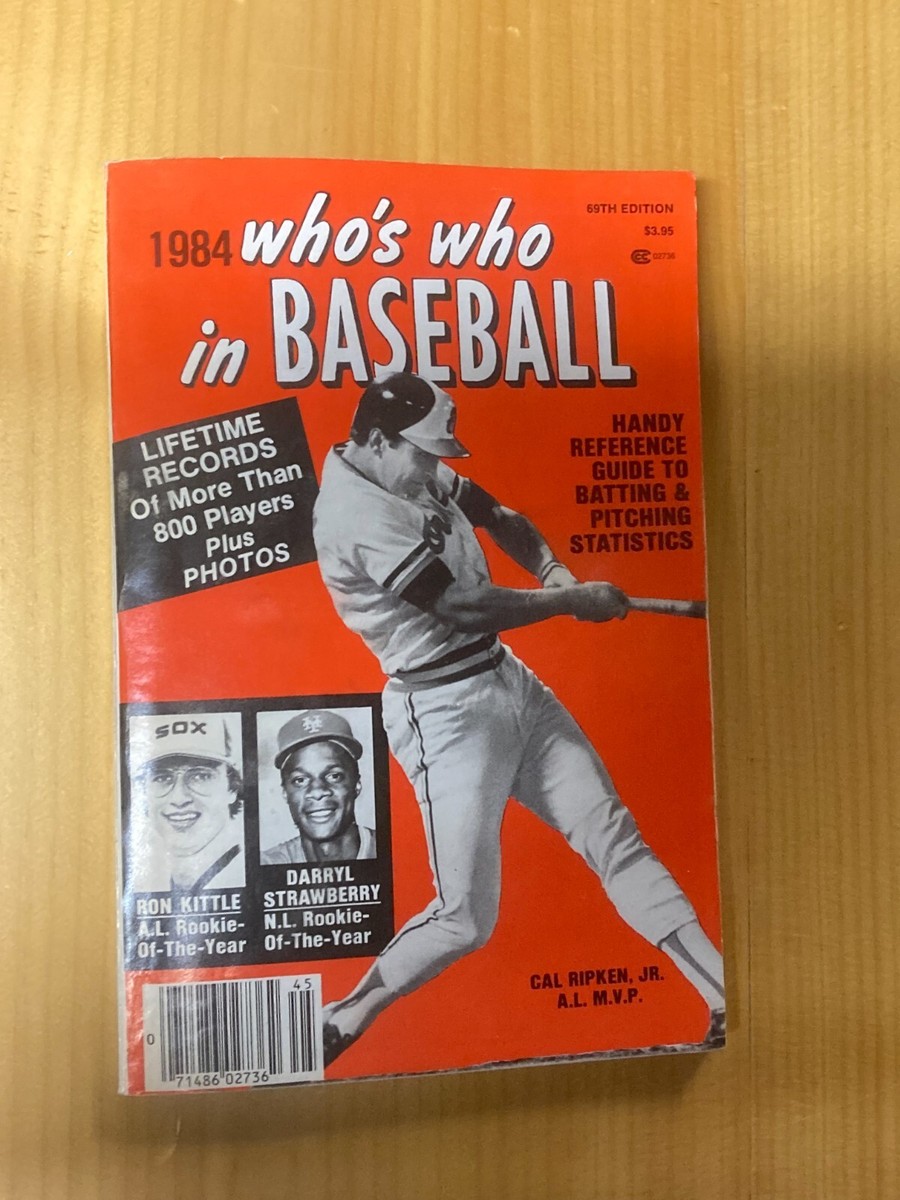 1984 who's who
69TH EDITION
$3.95
CC 02736
in BASEBALL
LIFETIME
RECORDS
Of More Than
800 Players
Plus
PHOTOS
HANDY
REFERENCE
GUIDE TO
BATTING &
PITCHING
STATISTICS
SOX
RON KITTLE
A.L. Rookie-
Of-The-Year
DARRYL
STRAWBERRY
N.L. Rookie-
Of-The-Year
CAL RIPKEN, JR.
A.L. M.V.P.
45
0 71486 02736